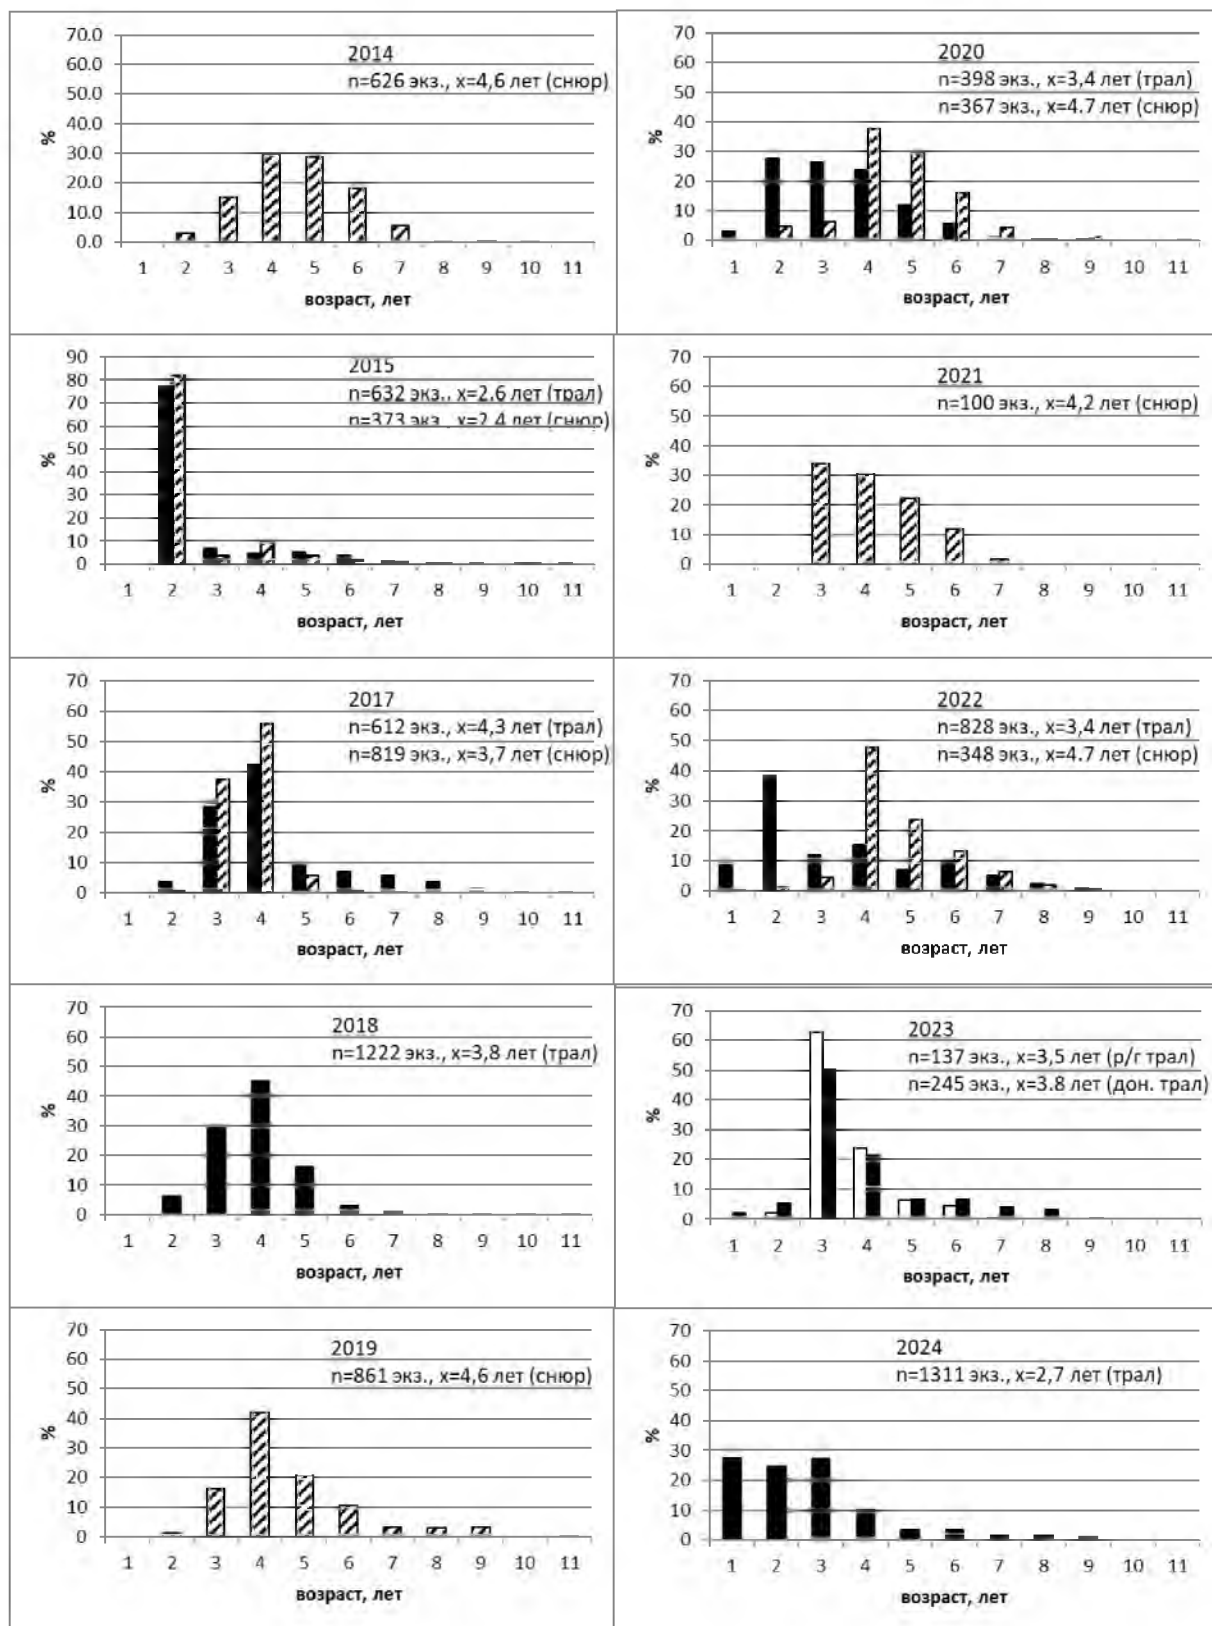 70.0
60.0
50.0
40.0
30.0
20.0
10.0
0.0
%
2014
n=626 экз., x=4,6 лет (снюр)
1 2 3 4 5 6 7 8 9 10 11
возраст, лет
70
60
50
40
30
20
10
0
%
2020
n=398 экз., x=3,4 лет (трал)
n=367 экз., x=4.7 лет (снюр)
1 2 3 4 5 6 7 8 9 10 11
возраст, лет
90
80
70
60
50
40
30
20
10
0
%
2015
n=632 экз., x=2.6 лет (трал)
n=373 экз., x=2.4 лет (снюр)
1 2 3 4 5 6 7 8 9 10 11
возраст, лет
70
60
50
40
30
20
10
0
%
2021
n=100 экз., x=4,2 лет (снюр)
1 2 3 4 5 6 7 8 9 10 11
возраст, лет
70
60
50
40
30
20
10
0
%
2017
n=612 экз., x=4,3 лет (трал)
n=819 экз., x=3,7 лет (снюр)
1 2 3 4 5 6 7 8 9 10 11
возраст, лет
70
60
50
40
30
20
10
0
%
2022
n=828 экз., x=3,4 лет (трал)
n=348 экз., x=4.7 лет (снюр)
1 2 3 4 5 6 7 8 9 10 11
возраст, лет
70
60
50
40
30
20
10
0
%
2018
n=1222 экз., x=3,8 лет (трал)
1 2 3 4 5 6 7 8 9 10 11
возраст, лет
70
60
50
40
30
20
10
0
%
2023
n=137 экз., x=3,5 лет (р/г трал)
n=245 экз., x=3.8 лет (дон. трал)
1 2 3 4 5 6 7 8 9 10 11
возраст, лет
70
60
50
40
30
20
10
0
%
2019
n=861 экз., x=4,6 лет (снюр)
1 2 3 4 5 6 7 8 9 10 11
возраст, лет
70
60
50
40
30
20
10
0
%
2024
n=1311 экз., x=2,7 лет (трал)
1 2 3 4 5 6 7 8 9 10 11
возраст, лет